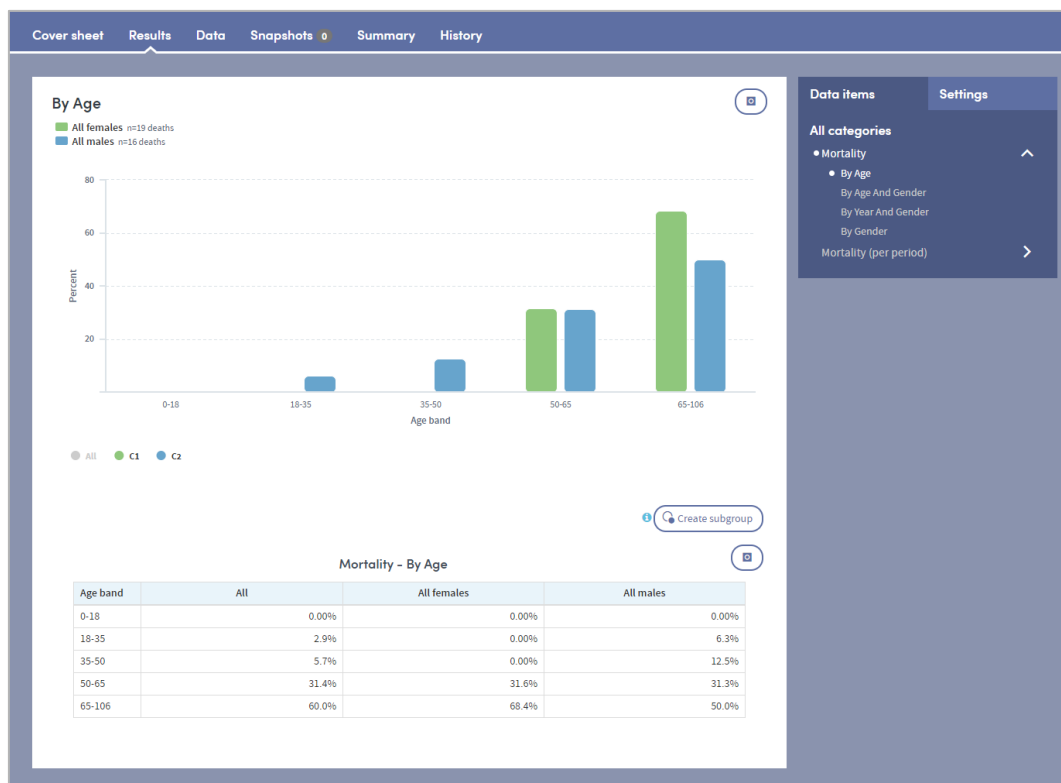 Cover sheet Results Data Snapshots 0 Summary History
By Age
All females n=19 deaths
All males n=16 deaths
80
60
40
20
Percent
0-18 18-35 35-50 50-65 65-106
Age band
All C1 C2
i Create subgroup
Mortality - By Age
Age band All All females All males
0-18 0.00% 0.00% 0.00%
18-35 2.9% 0.00% 6.3%
35-50 5.7% 0.00% 12.5%
50-65 31.4% 31.6% 31.3%
65-106 60.0% 68.4% 50.0%
Data items Settings
All categories
Mortality
By Age
By Age And Gender
By Year And Gender
By Gender
Mortality (per period)